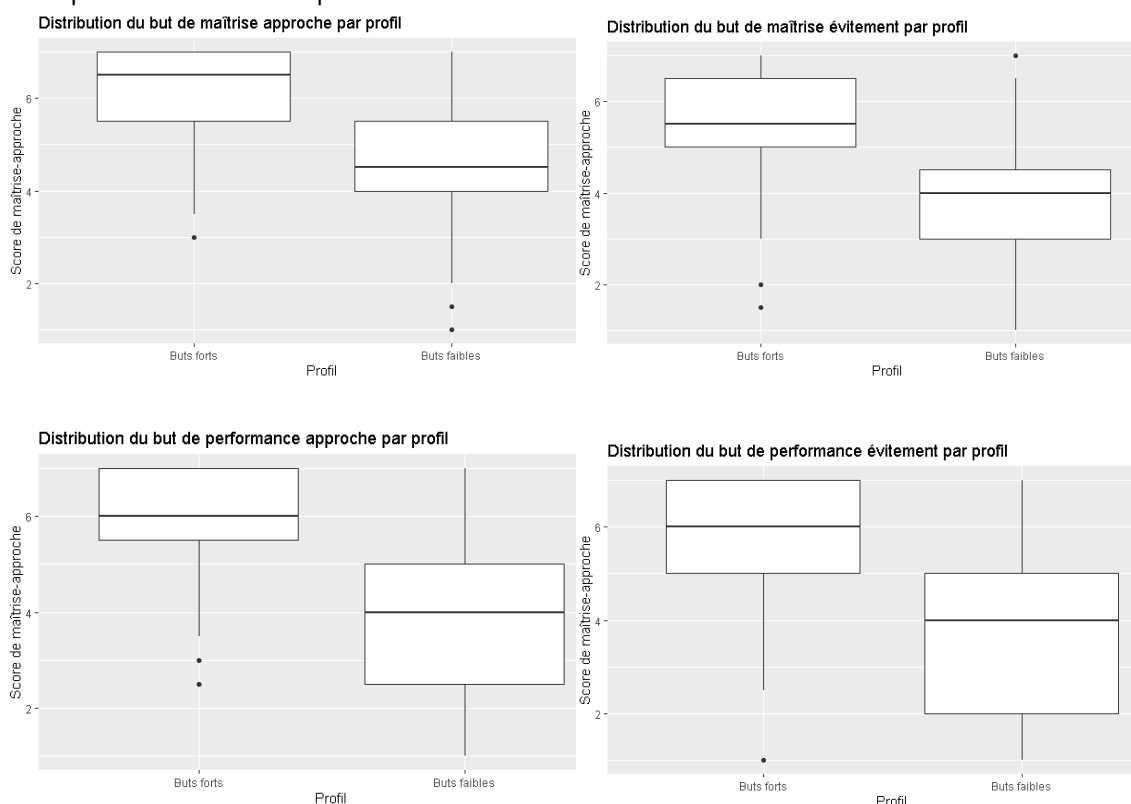 Distribution du but de maîtrise approche par profil
Score de maîtrise-approche
6
4
2
Buts forts
Buts faibles
Profil
Distribution du but de maîtrise évitement par profil
Score de maîtrise-approche
6
4
2
Buts forts
Buts faibles
Profil
Distribution du but de performance approche par profil
Score de maîtrise-approche
6
4
2
Buts forts
Buts faibles
Profil
Distribution du but de performance évitement par profil
Score de maîtrise-approche
6
4
2
Buts forts
Buts faibles
Profil